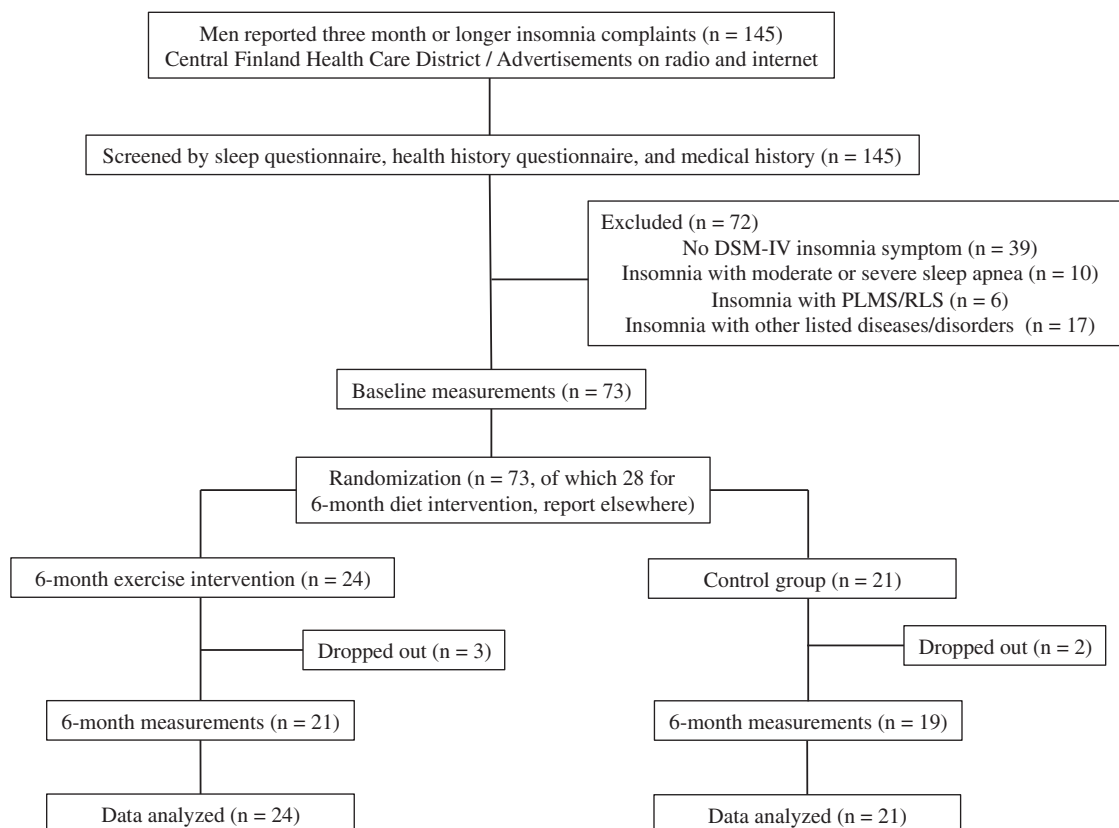 Men reported three month or longer insomnia complaints (n = 145)
Central Finland Health Care District / Advertisements on radio and internet
Screened by sleep questionnaire, health history questionnaire, and medical history (n = 145)
Excluded (n = 72)
No DSM-IV insomnia symptom (n = 39)
Insomnia with moderate or severe sleep apnea (n = 10)
Insomnia with PLMS/RLS (n = 6)
Insomnia with other listed diseases/disorders (n = 17)
Baseline measurements (n = 73)
Randomization (n = 73, of which 28 for
6-month diet intervention, report elsewhere)
6-month exercise intervention (n = 24)
Control group (n = 21)
Dropped out (n = 3)
Dropped out (n = 2)
6-month measurements (n = 21)
6-month measurements (n = 19)
Data analyzed (n = 24)
Data analyzed (n = 21)